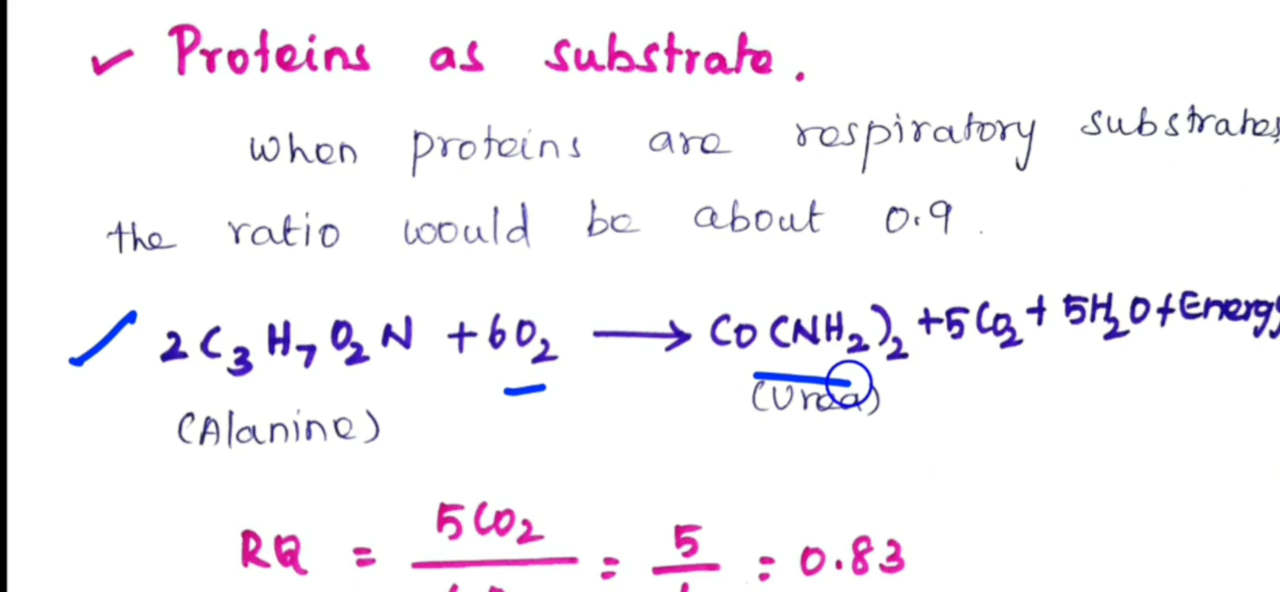 ✓ Proteins as substrate.
when proteins are respiratory substrates
the ratio would be about 0.9.
2C₃H₇O₂N + 6O₂ ⟶ CO(NH₂)₂ + 5CO₂ + 5H₂O + Energy
(Alanine) (Urea)
RQ = 5CO₂ = 5 = 0.83